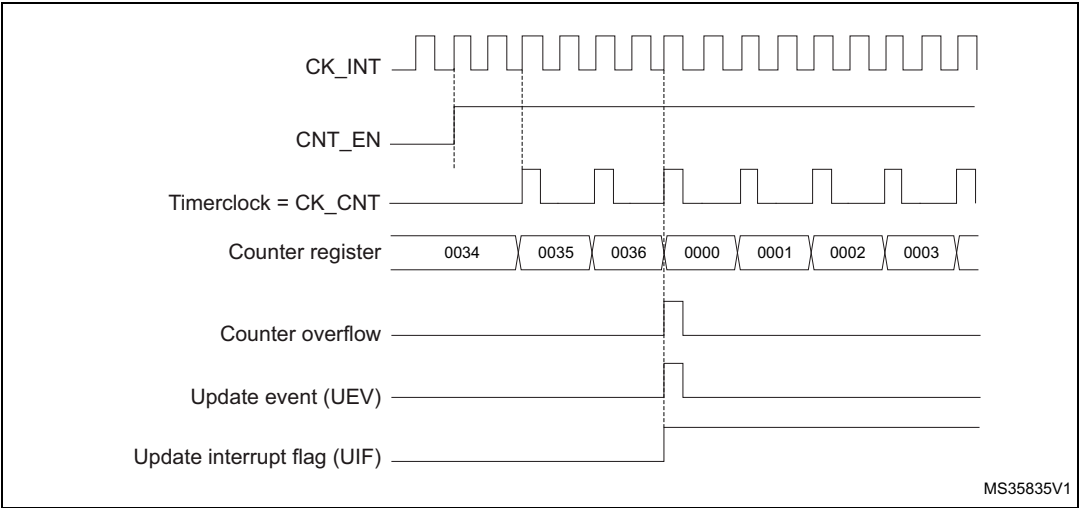 CK_INT
CNT_EN
Timerclock = CK_CNT
Counter register 0034 0035 0036 0000 0001 0002 0003
Counter overflow
Update event (UEV)
Update interrupt flag (UIF)
MS35835V1